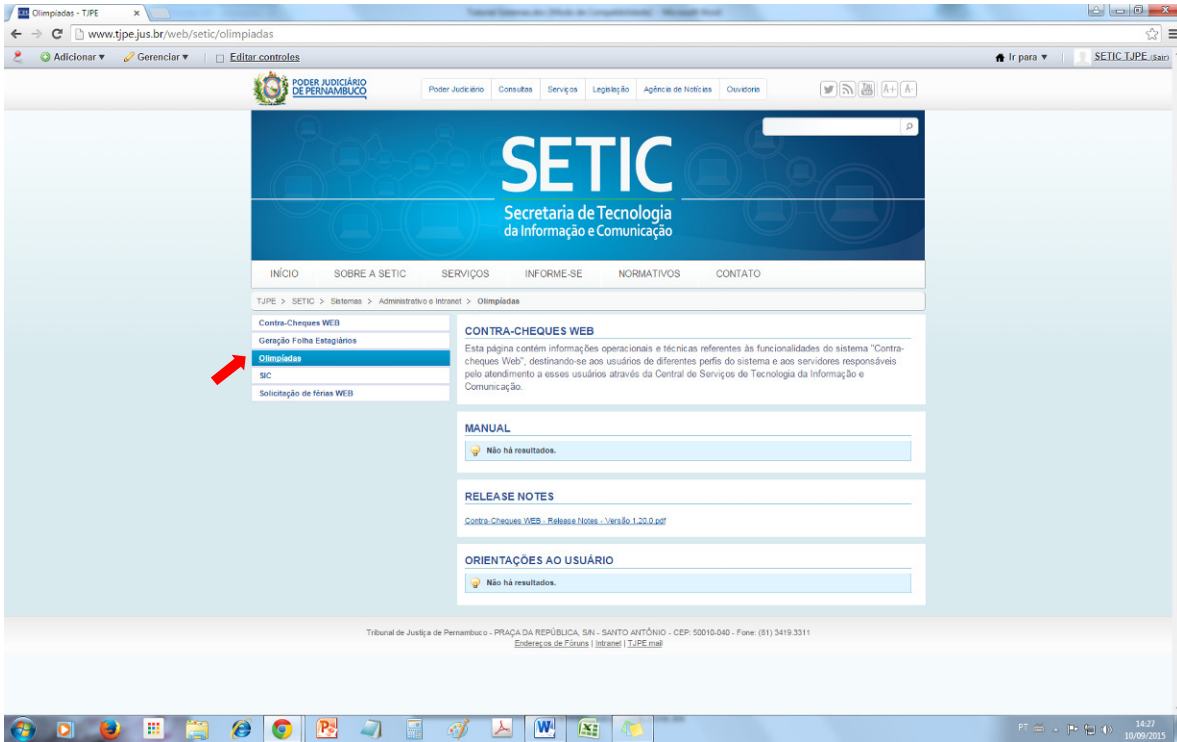 Olimpíadas - TJPE
www.tjpe.jus.br/web/setic/olimpiadas
Adicionar Gerenciar Editar controles Ir para SETIC TJPE (Sair)
PODER JUDICIÁRIO
DE PERNAMBUCO
Poder Judiciário Consultas Serviços Legislação Agência de Notícias Ouvidoria A+ A-
SETIC
Secretaria de Tecnologia
da Informação e Comunicação
INÍCIO SOBRE A SETIC SERVIÇOS INFORME-SE NORMATIVOS CONTATO
TJPE > SETIC > Sistemas > Administrativo e Intranet > Olimpíadas
Contra-Cheques WEB
Geração Folha Estagiários
Olimpíadas
SIC
Solicitação de férias WEB
CONTRA-CHEQUES WEB
Esta página contém informações operacionais e técnicas referentes às funcionalidades do sistema "Contra-
cheques Web", destinando-se aos usuários de diferentes perfis do sistema e aos servidores responsáveis
pelo atendimento a esses usuários através da Central de Serviços de Tecnologia da Informação e
Comunicação.
MANUAL
Não há resultados.
RELEASE NOTES
Contra-Cheques WEB - Release Notes - Versão 1.20.0.pdf
ORIENTAÇÕES AO USUÁRIO
Não há resultados.
Tribunal de Justiça de Pernambuco - PRAÇA DA REPÚBLICA, S/N - SANTO ANTÔNIO - CEP: 50010-040 - Fone: (81) 3419.3311
Endereços de Fóruns | Intranet | TJPE mail
PT 14:27
10/09/2015